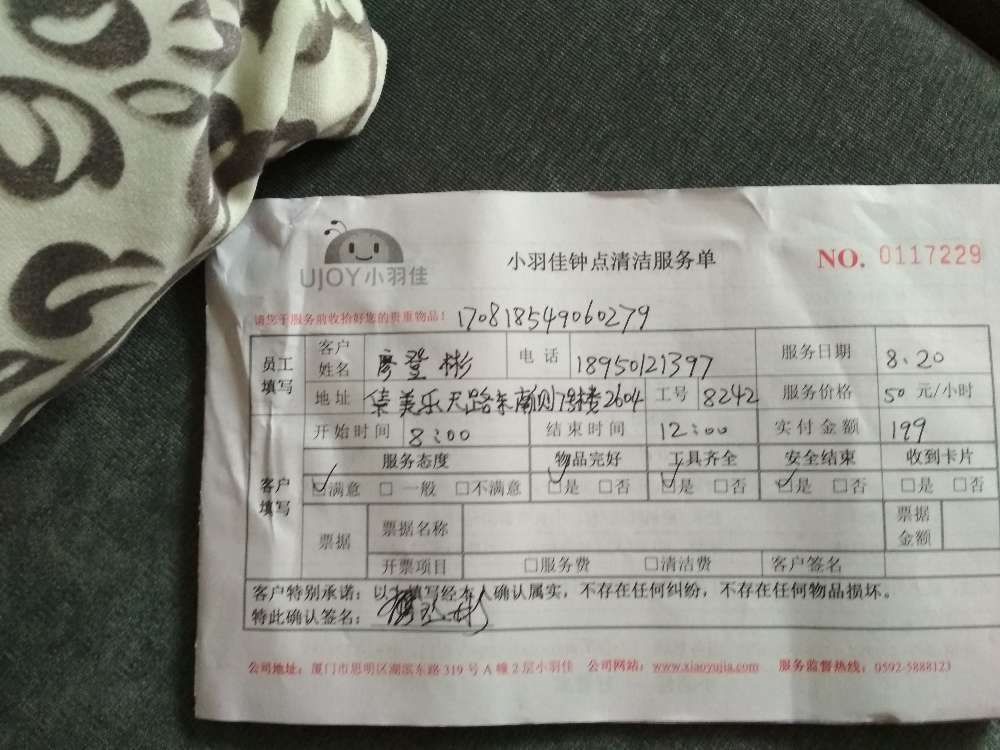 UJOY小羽佳
小羽佳钟点清洁服务单
NO. 0117229
请您于服务前收拾好您的贵重物品! 170818549060279
员工填写 客户姓名 廖登彬 电话 18950121397 服务日期 8.20
地址 集美乐天路 2604 工号 8242 服务价格 50 元/小时
开始时间 8:00 结束时间 12:00 实付金额 199
客户填写 服务态度 物品完好 工具齐全 安全结束 收到卡片
☑满意 □一般 □不满意 ☑是 □否 ☑是 □否 ☑是 □否 □是 □否
票据 票据名称 票据金额
开票项目 □服务费 □清洁费 客户签名
客户特别承诺：以上填写经本人确认属实，不存在任何纠纷，不存在任何物品损坏。
特此确认签名：
公司地址：厦门市思明区湖滨东路319号A幢2层小羽佳 公司网站：www.xiaoyujia.com 服务监督热线：0592-5888123